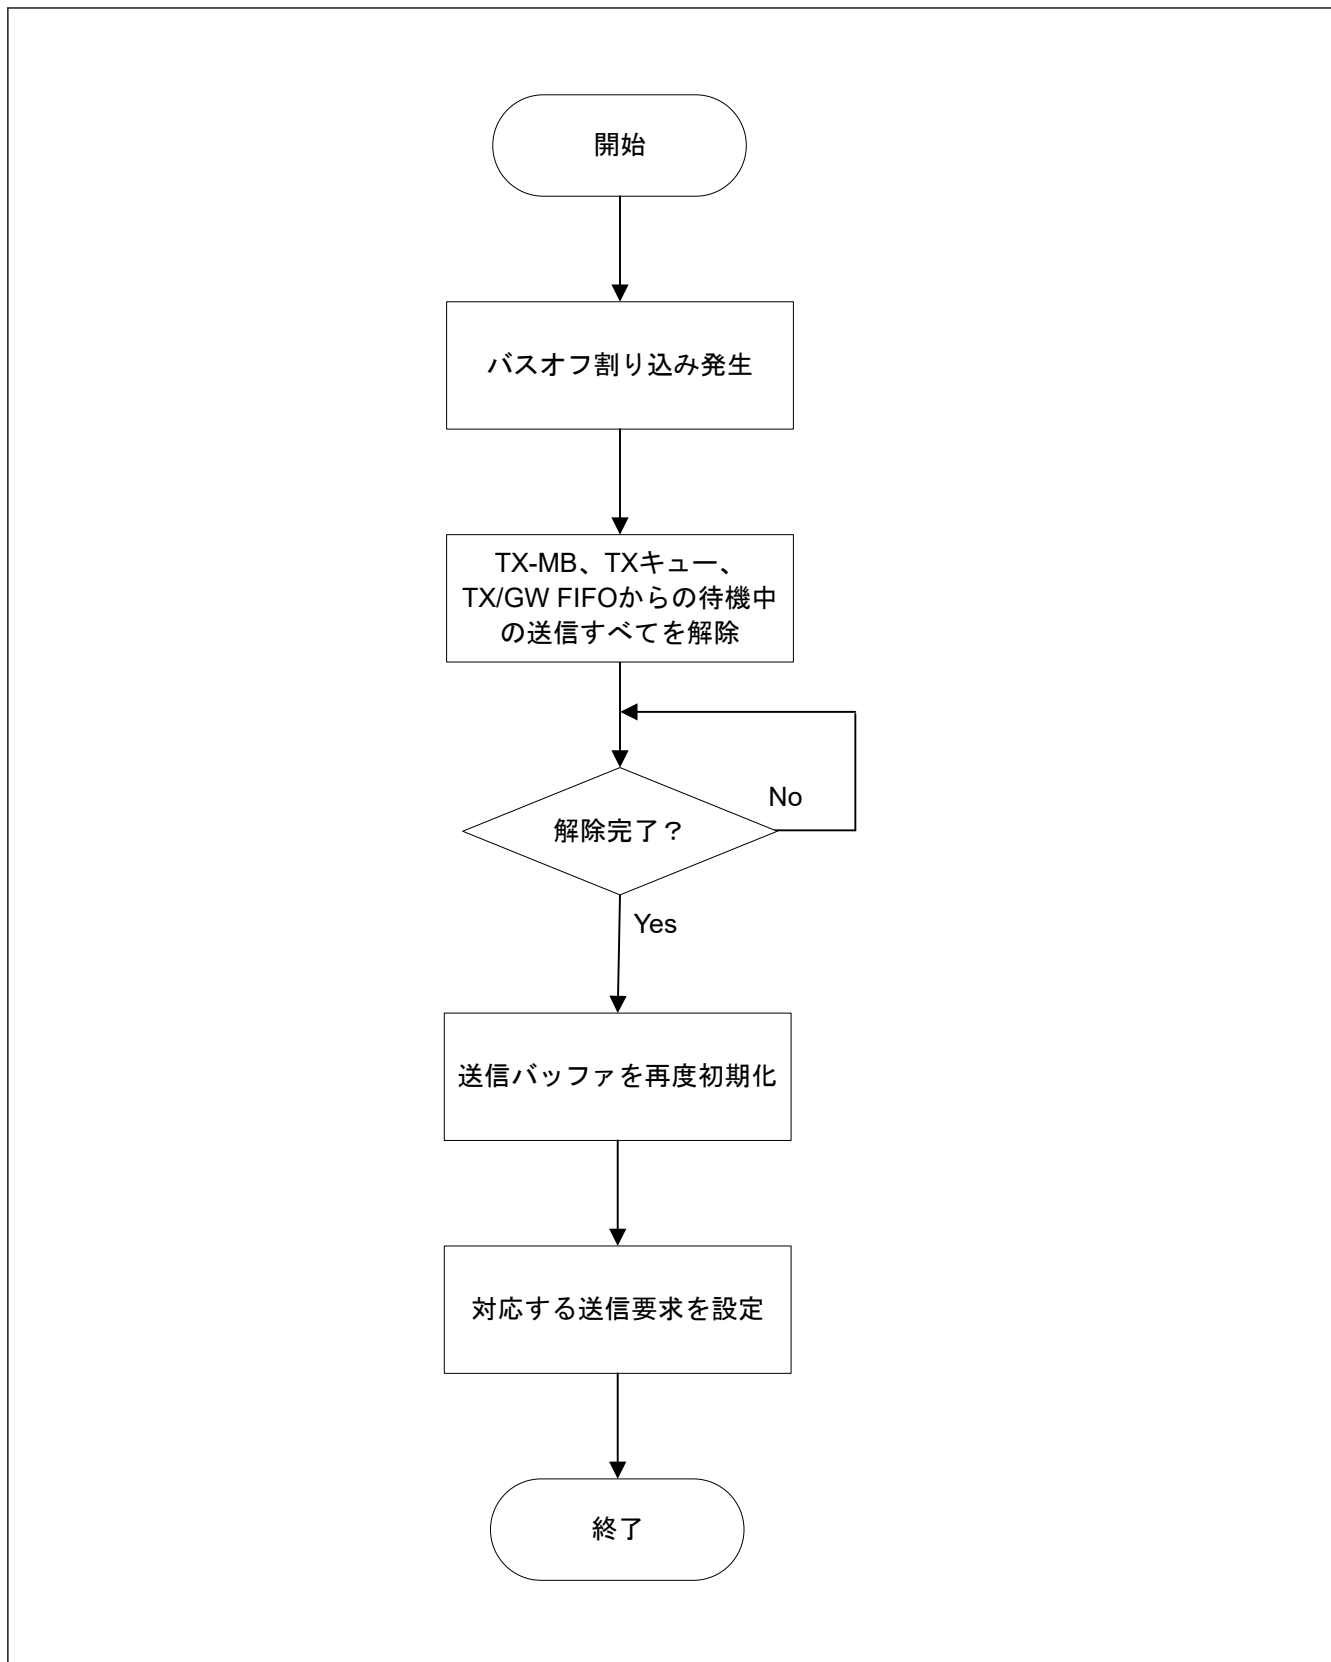 開始
バスオフ割り込み発生
TX-MB、TXキュー、
TX/GW FIFOからの待機中
の送信すべてを解除
No
解除完了？
Yes
送信バッファを再度初期化
対応する送信要求を設定
終了